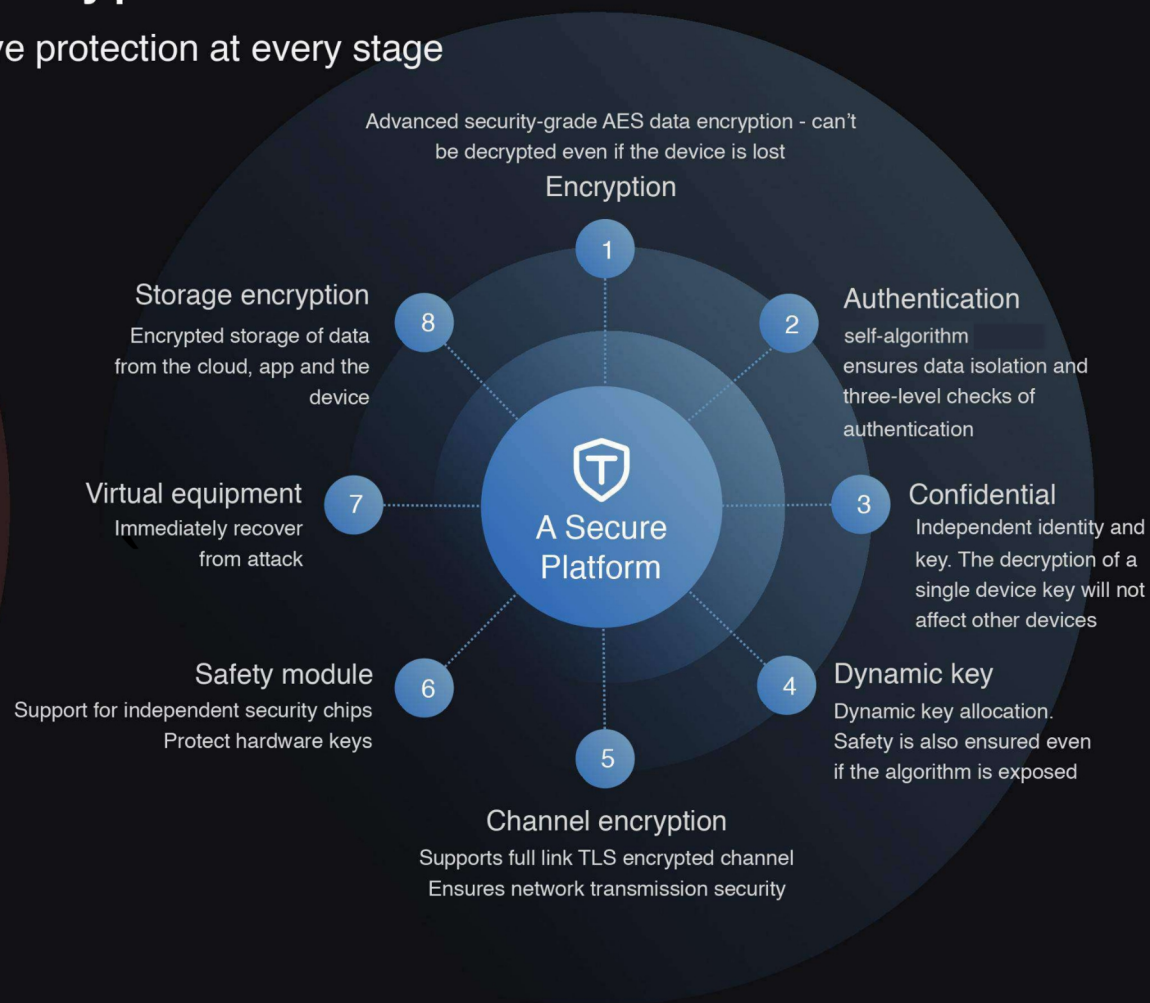 ve protection at every stage
Advanced security-grade AES data encryption - can't
be decrypted even if the device is lost
Encryption
1
2
Authentication
self-algorithm
ensures data isolation and
three-level checks of
authentication
3
Confidential
Independent identity and
key. The decryption of a
single device key will not
affect other devices
4
Dynamic key
Dynamic key allocation.
Safety is also ensured even
if the algorithm is exposed
5
Channel encryption
Supports full link TLS encrypted channel
Ensures network transmission security
6
Safety module
Support for independent security chips
Protect hardware keys
7
Virtual equipment
Immediately recover
from attack
8
Storage encryption
Encrypted storage of data
from the cloud, app and the
device
T
A Secure
Platform